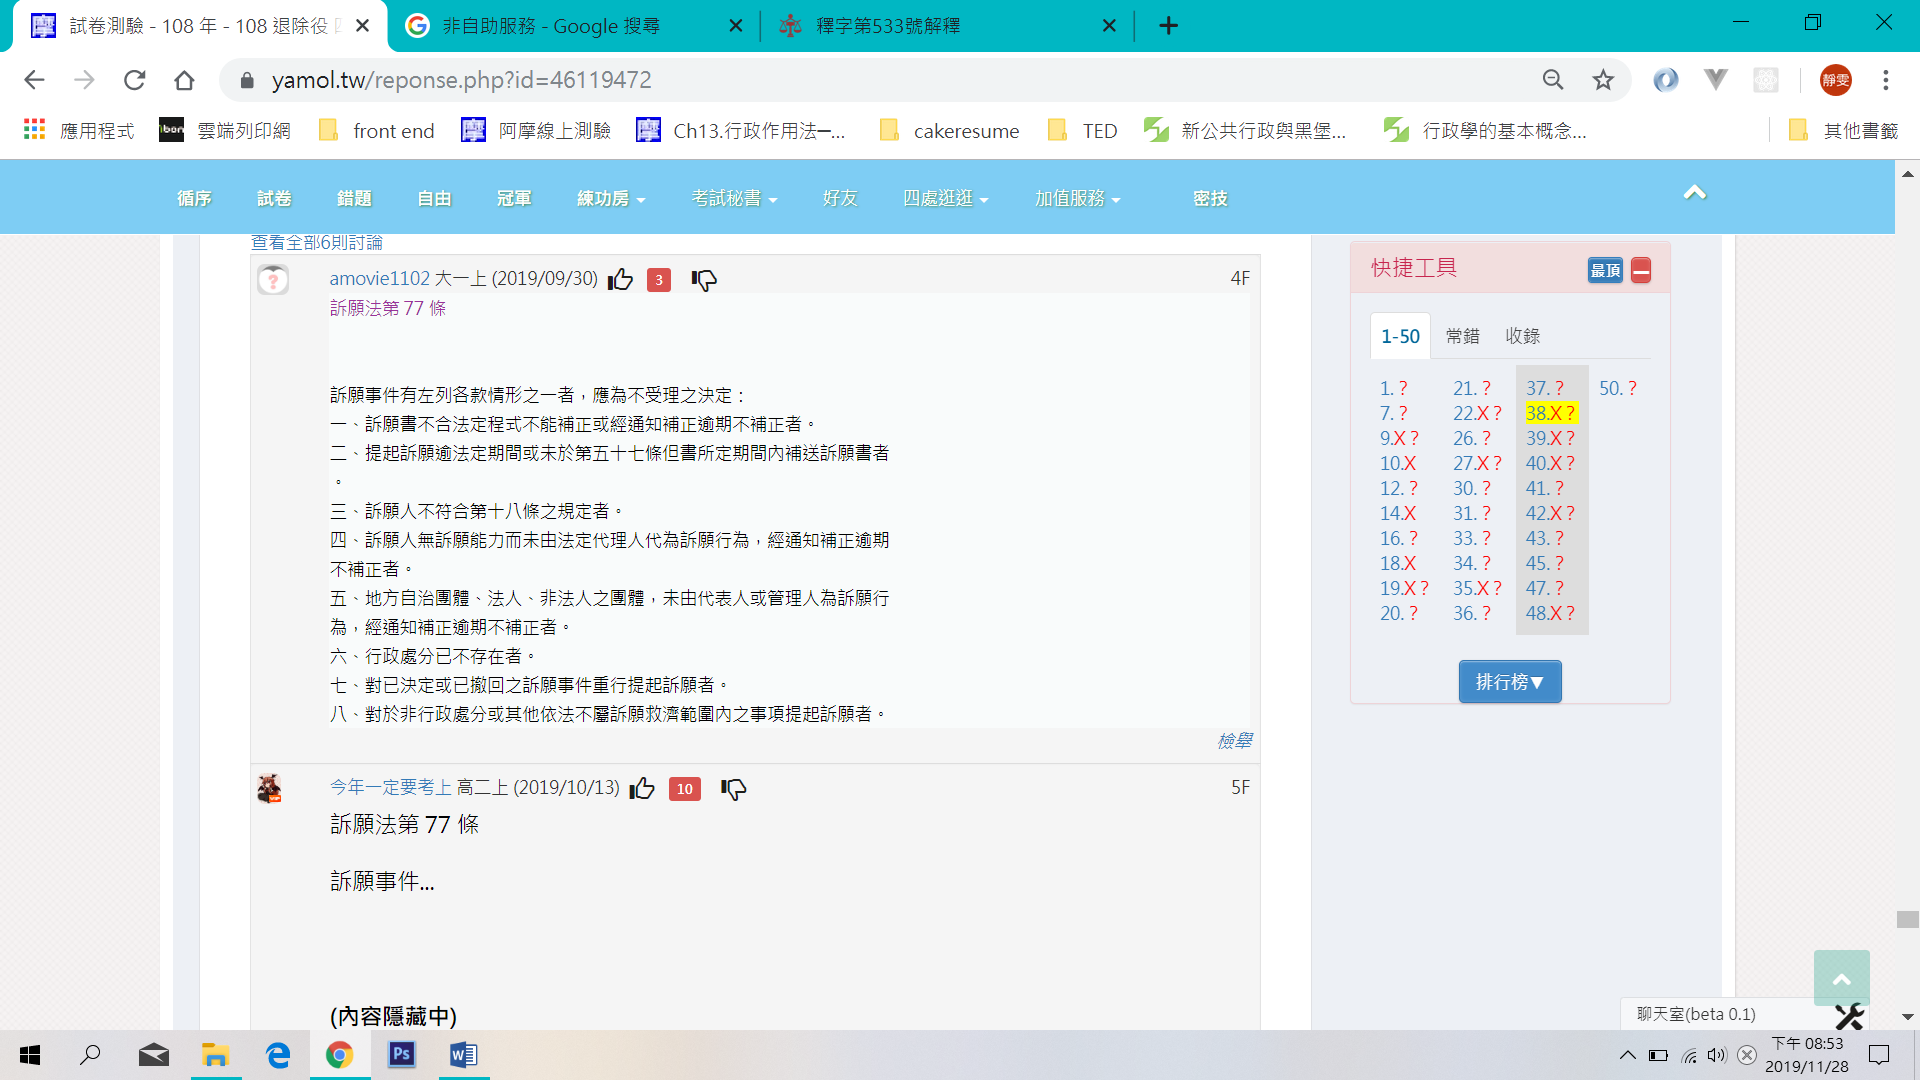 試卷測驗 - 108 年 - 108 退除役
非自助服務 - Google 搜尋
釋字第533號解釋
yamol.tw/reponse.php?id=46119472
靜雯
應用程式
ibon
雲端列印網
front end
阿摩線上測驗
Ch13.行政作用法─...
cakeresume
TED
新公共行政與黑堡...
行政學的基本概念...
其他書籤
循序
試卷
錯題
自由
冠軍
練功房
考試秘書
好友
四處逛逛
加值服務
密技
查看全部6則討論
amovie1102 大一上 (2019/09/30) 3
4F
訴願法第 77 條
訴願事件有左列各款情形之一者，應為不受理之決定：
一、訴願書不合法定程式不能補正或經通知補正逾期不補正者。
二、提起訴願逾法定期間或未於第五十七條但書所定期間內補送訴願書者
。
三、訴願人不符合第十八條之規定者。
四、訴願人無訴願能力而未由法定代理人代為訴願行為，經通知補正逾期
不補正者。
五、地方自治團體、法人、非法人之團體，未由代表人或管理人為訴願行
為，經通知補正逾期不補正者。
六、行政處分已不存在者。
七、對已決定或已撤回之訴願事件重行提起訴願者。
八、對於非行政處分或其他依法不屬訴願救濟範圍內之事項提起訴願者。
檢舉
今年一定要考上 高二上 (2019/10/13) 10
5F
訴願法第 77 條
訴願事件...
(內容隱藏中)
快捷工具
最頂
1-50
常錯
收錄
1. ?
7. ?
9.X ?
10.X
12. ?
14.X
16. ?
18.X
19.X ?
20. ?
21. ?
22.X ?
26. ?
27.X ?
30. ?
31. ?
33. ?
34. ?
35.X ?
36. ?
37. ?
38.X ?
39.X ?
40.X ?
41. ?
42.X ?
43. ?
45. ?
47. ?
48.X ?
50. ?
排行榜▼
聊天室(beta 0.1)
Ps
下午 08:53
2019/11/28